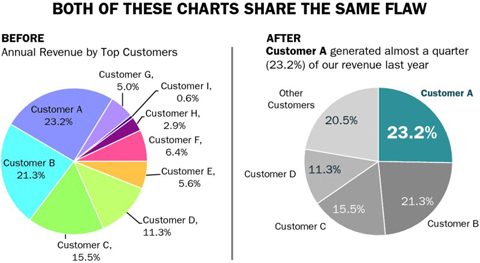 BOTH OF THESE CHARTS SHARE THE SAME FLAW
BEFORE
Annual Revenue by Top Customers
Customer G,
5.0%
Customer I,
0.6%
Customer H,
2.9%
Customer F,
6.4%
Customer E,
5.6%
Customer D,
11.3%
Customer C,
15.5%
Customer B
21.3%
Customer A
23.2%
AFTER
Customer A generated almost a quarter
(23.2%) of our revenue last year
Customer A
23.2%
Customer B
21.3%
Customer C
15.5%
Customer D
11.3%
Other
Customers
20.5%